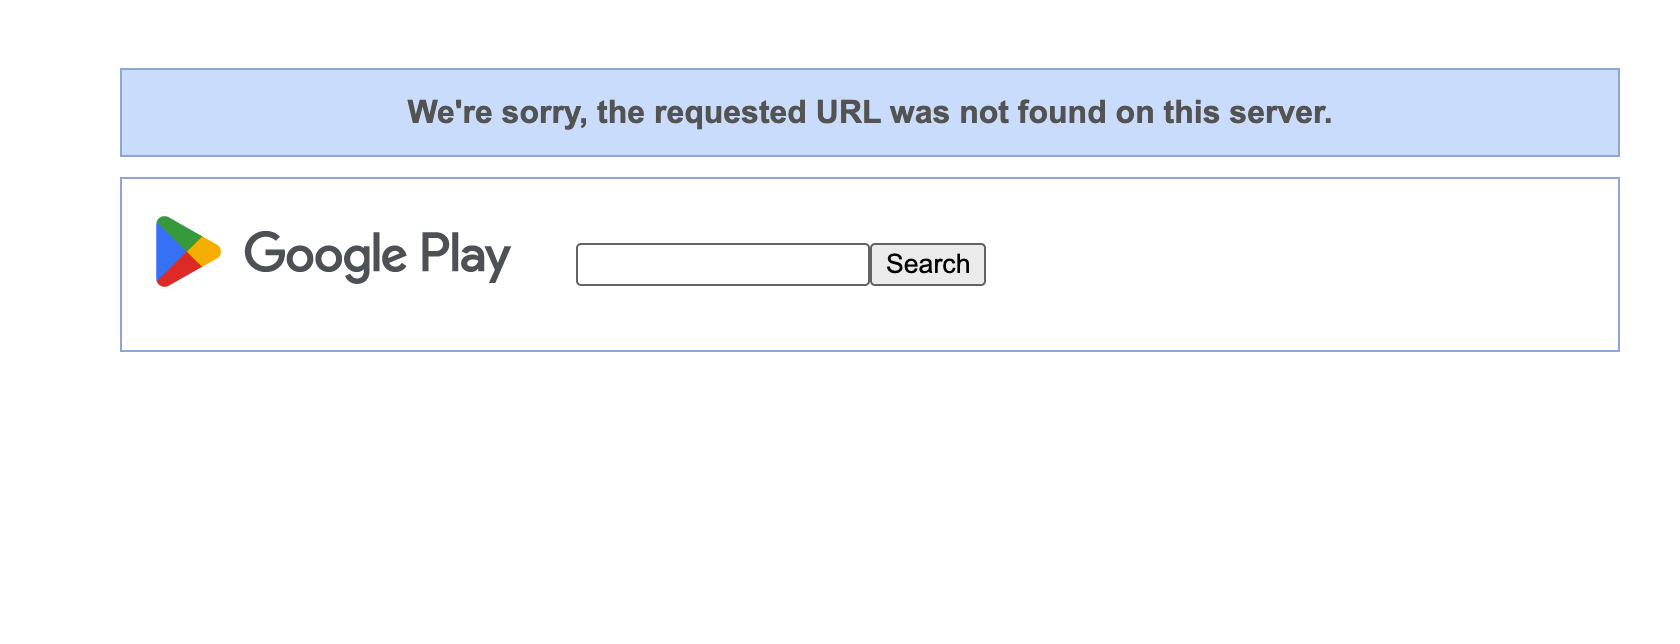 We're sorry, the requested URL was not found on this server.
Google Play
Search